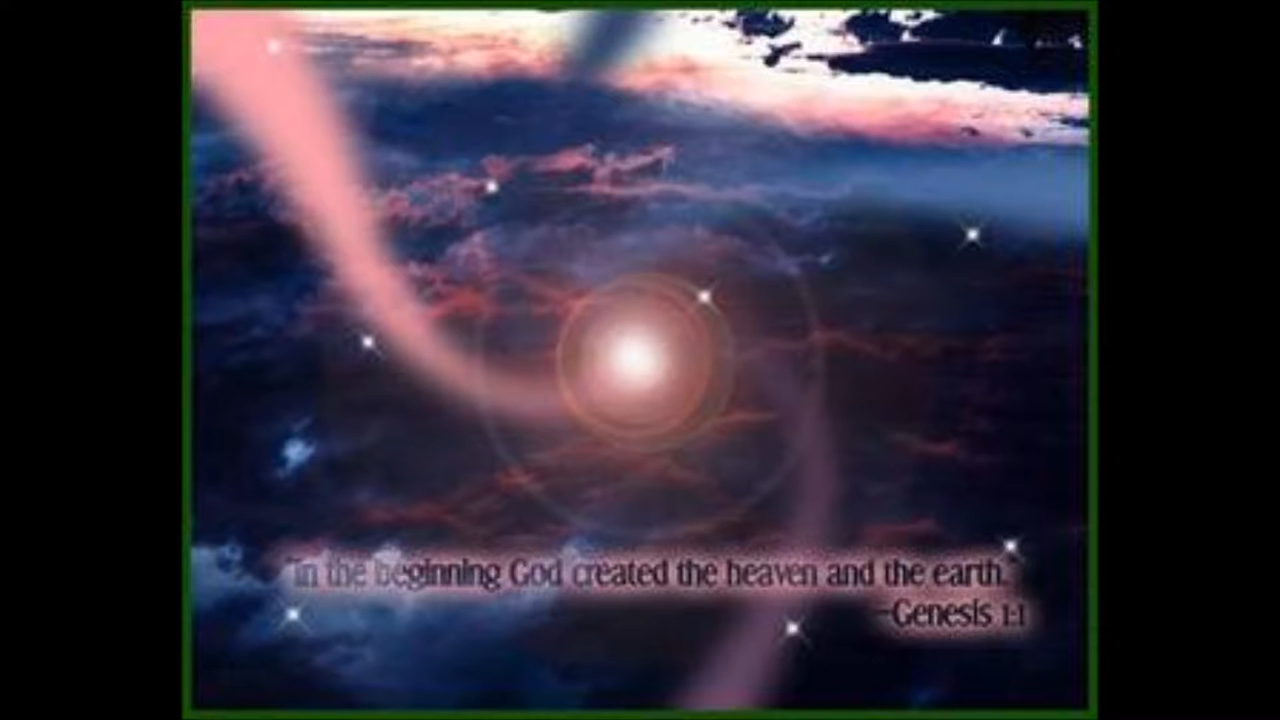 "In the beginning God created the heaven and the earth."
-Genesis 1:1